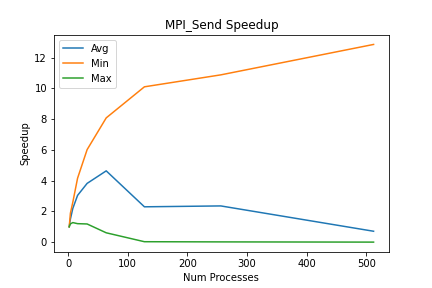 MPI_Send Speedup
Avg
Min
Max
12
10
8
6
4
2
0
Speedup
0 100 200 300 400 500
Num Processes